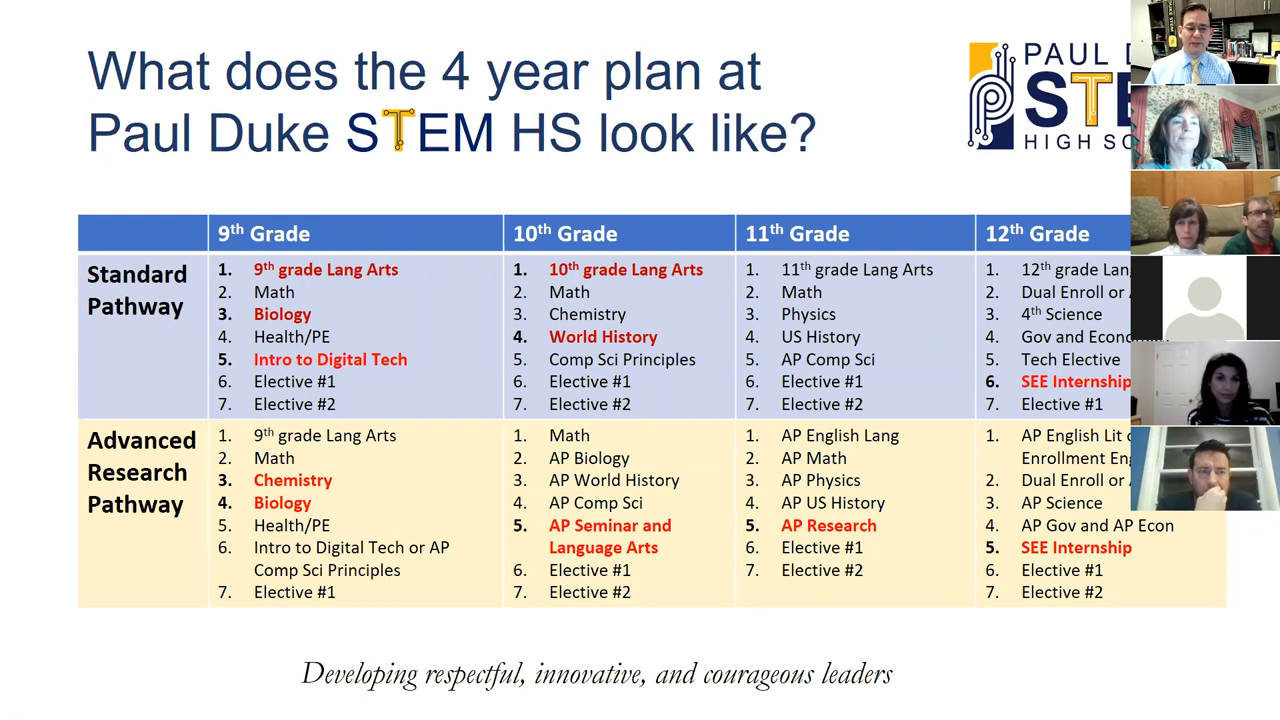 What does the 4 year plan at
Paul Duke STEM HS look like?
PAUL
STE
HIGH
9th Grade
10th Grade
11th Grade
12th Grade
Standard
Pathway
1. 9th grade Lang Arts
2. Math
3. Biology
4. Health/PE
5. Intro to Digital Tech
6. Elective #1
7. Elective #2
1. 10th grade Lang Arts
2. Math
3. Chemistry
4. World History
5. Comp Sci Principles
6. Elective #1
7. Elective #2
1. 11th grade Lang Arts
2. Math
3. Physics
4. US History
5. AP Comp Sci
6. Elective #1
7. Elective #2
1. 12th grade Lang
2. Dual Enroll or
3. 4th Science
4. Gov and Econ
5. Tech Elective
6. SEE Internship
7. Elective #1
Advanced
Research
Pathway
1. 9th grade Lang Arts
2. Math
3. Chemistry
4. Biology
5. Health/PE
6. Intro to Digital Tech or AP
Comp Sci Principles
7. Elective #1
1. Math
2. AP Biology
3. AP World History
4. AP Comp Sci
5. AP Seminar and
Language Arts
6. Elective #1
7. Elective #2
1. AP English Lang
2. AP Math
3. AP Physics
4. AP US History
5. AP Research
6. Elective #1
7. Elective #2
1. AP English Lit
Enrollment
2. Dual Enroll or
3. AP Science
4. AP Gov and AP Econ
5. SEE Internship
6. Elective #1
7. Elective #2
Developing respectful, innovative, and courageous leaders